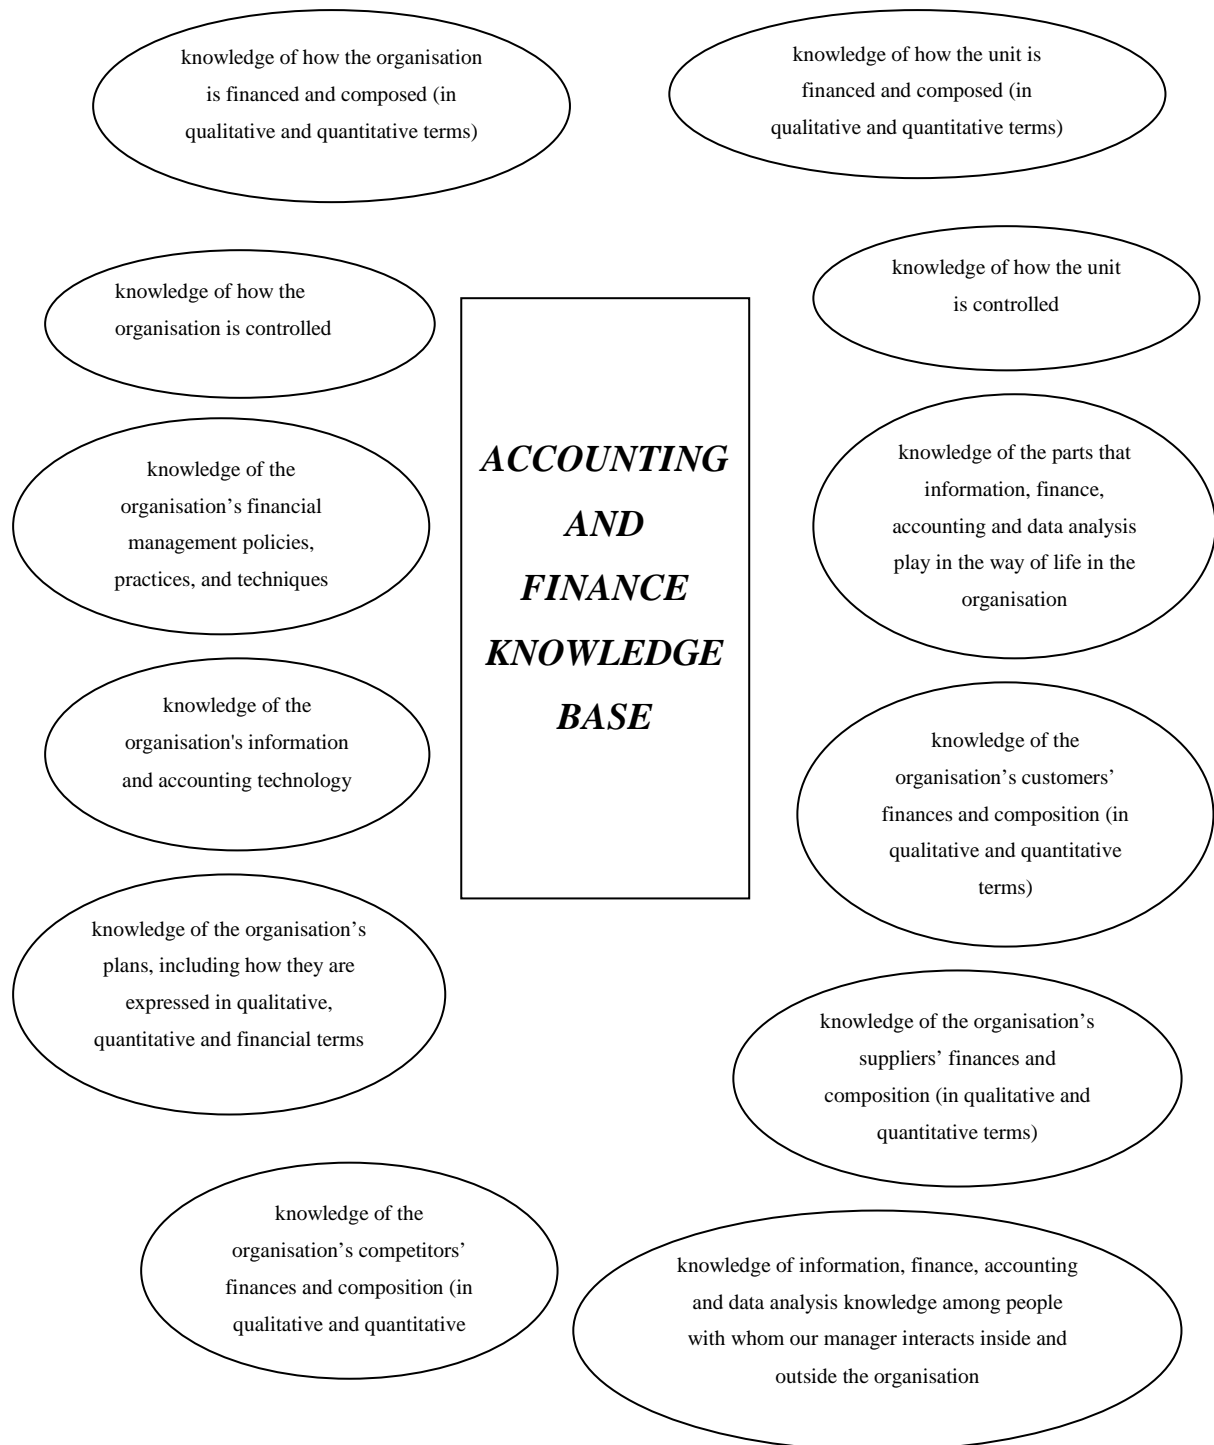 knowledge of how the organisation
is financed and composed (in
qualitative and quantitative terms)
knowledge of how the unit is
financed and composed (in
qualitative and quantitative terms)
knowledge of how the
organisation is controlled
knowledge of how the unit
is controlled
ACCOUNTING
AND
FINANCE
KNOWLEDGE
BASE
knowledge of the
organisation’s financial
management policies,
practices, and techniques
knowledge of the parts that
information, finance,
accounting and data analysis
play in the way of life in the
organisation
knowledge of the
organisation's information
and accounting technology
knowledge of the
organisation’s customers’
finances and composition (in
qualitative and quantitative
terms)
knowledge of the organisation’s
plans, including how they are
expressed in qualitative,
quantitative and financial terms
knowledge of the organisation’s
suppliers’ finances and
composition (in qualitative and
quantitative terms)
knowledge of the
organisation’s competitors’
finances and composition (in
qualitative and quantitative
knowledge of information, finance, accounting
and data analysis knowledge among people
with whom our manager interacts inside and
outside the organisation